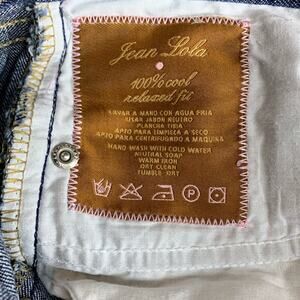 Jean Lola
100% cool
relaxed fit
LAVAR A MANO CON AGUA FRIA
USAR JABON NEUTRO
PLANCHA TIBIA
APTO PARA LIMPIEZA A SECO
APTO PARA CENTRIFUGADO A MAQUINA
HAND WASH WITH COLD WATER
NEUTRAL SOAP
WARM IRON
DRY CLEAN
TUMBLE DRY
P